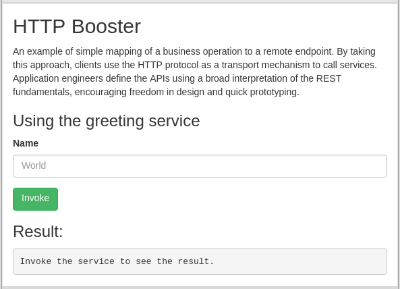 HTTP Booster
An example of simple mapping of a business operation to a remote endpoint. By taking
this approach, clients use the HTTP protocol as a transport mechanism to call services.
Application engineers define the APIs using a broad interpretation of the REST
fundamentals, encouraging freedom in design and quick prototyping.
Using the greeting service
Name
World
Invoke
Result:
Invoke the service to see the result.